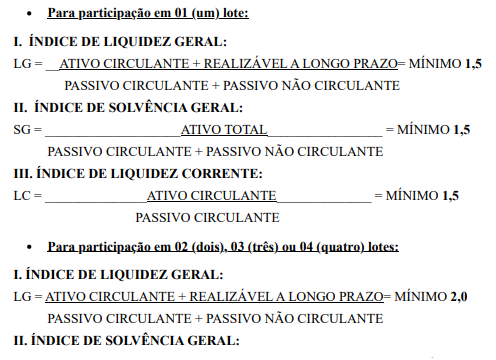 • Para participação em 01 (um) lote:
I. ÍNDICE DE LIQUIDEZ GERAL:
LG = __ATIVO CIRCULANTE + REALIZÁVEL A LONGO PRAZO= MÍNIMO 1,5
PASSIVO CIRCULANTE + PASSIVO NÃO CIRCULANTE
II. ÍNDICE DE SOLVÊNCIA GERAL:
SG = ____________________ATIVO TOTAL_________________ = MÍNIMO 1,5
PASSIVO CIRCULANTE + PASSIVO NÃO CIRCULANTE
III. ÍNDICE DE LIQUIDEZ CORRENTE:
LC = _______________ATIVO CIRCULANTE______________ = MÍNIMO 1,5
PASSIVO CIRCULANTE
• Para participação em 02 (dois), 03 (três) ou 04 (quatro) lotes:
I. ÍNDICE DE LIQUIDEZ GERAL:
LG = ATIVO CIRCULANTE + REALIZÁVEL A LONGO PRAZO= MÍNIMO 2,0
PASSIVO CIRCULANTE + PASSIVO NÃO CIRCULANTE
II. ÍNDICE DE SOLVÊNCIA GERAL: